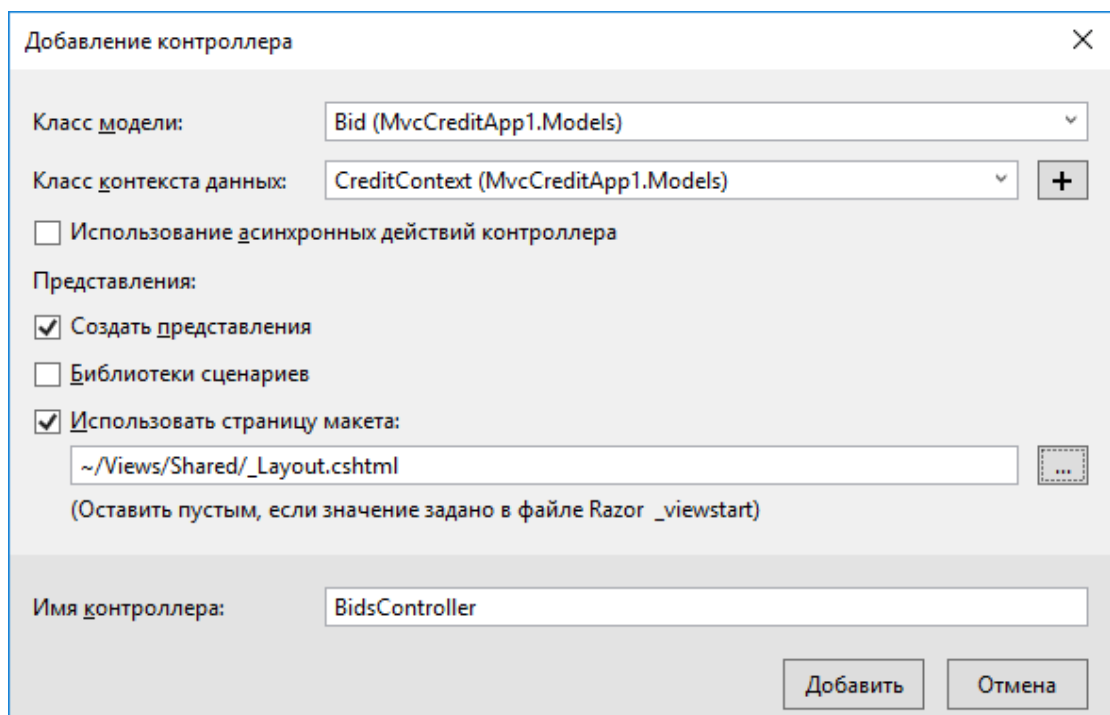 Добавление контроллера
Класс модели: Bid (MvcCreditApp1.Models)
Класс контекста данных: CreditContext (MvcCreditApp1.Models) +
Использование асинхронных действий контроллера
Представления:
Создать представления
Библиотеки сценариев
Использовать страницу макета:
~/Views/Shared/_Layout.cshtml ...
(Оставить пустым, если значение задано в файле Razor _viewstart)
Имя контроллера: BidsController
Добавить Отмена